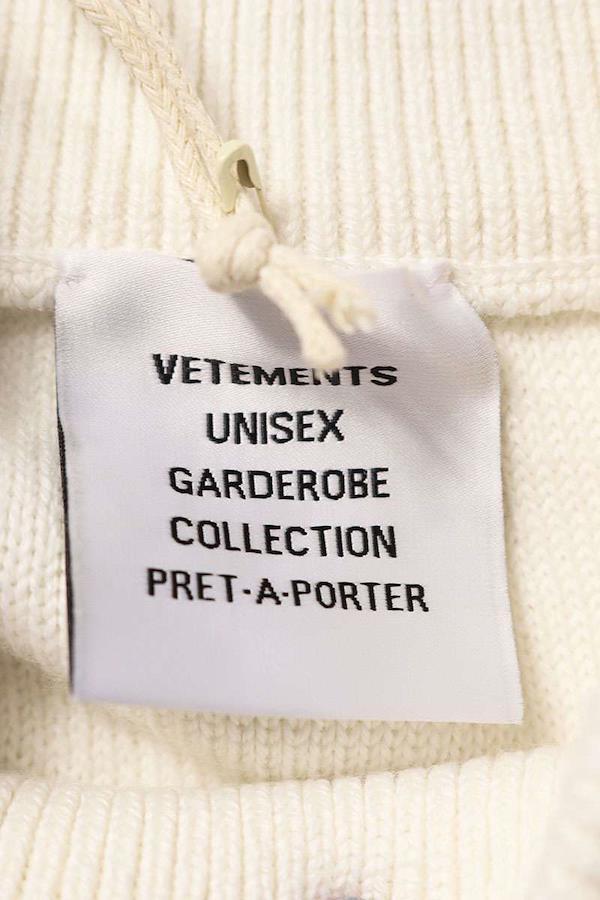 VETEMENTS
UNISEX
GARDEROBE
COLLECTION
PRET-A-PORTER